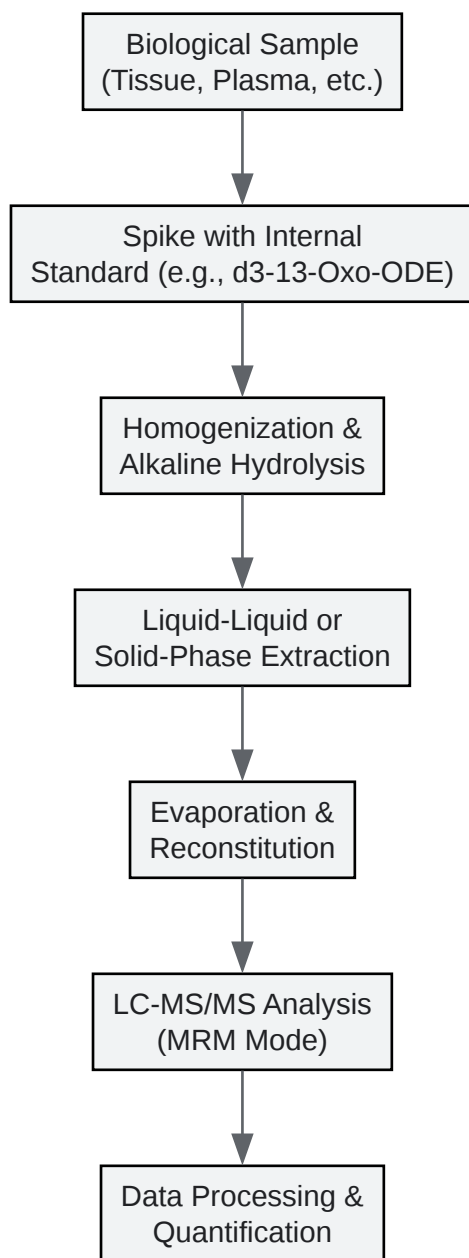 Biological Sample
(Tissue, Plasma, etc.)
Spike with Internal
Standard (e.g., d3-13-Oxo-ODE)
Homogenization &
Alkaline Hydrolysis
Liquid-Liquid or
Solid-Phase Extraction
Evaporation &
Reconstitution
LC-MS/MS Analysis
(MRM Mode)
Data Processing &
Quantification